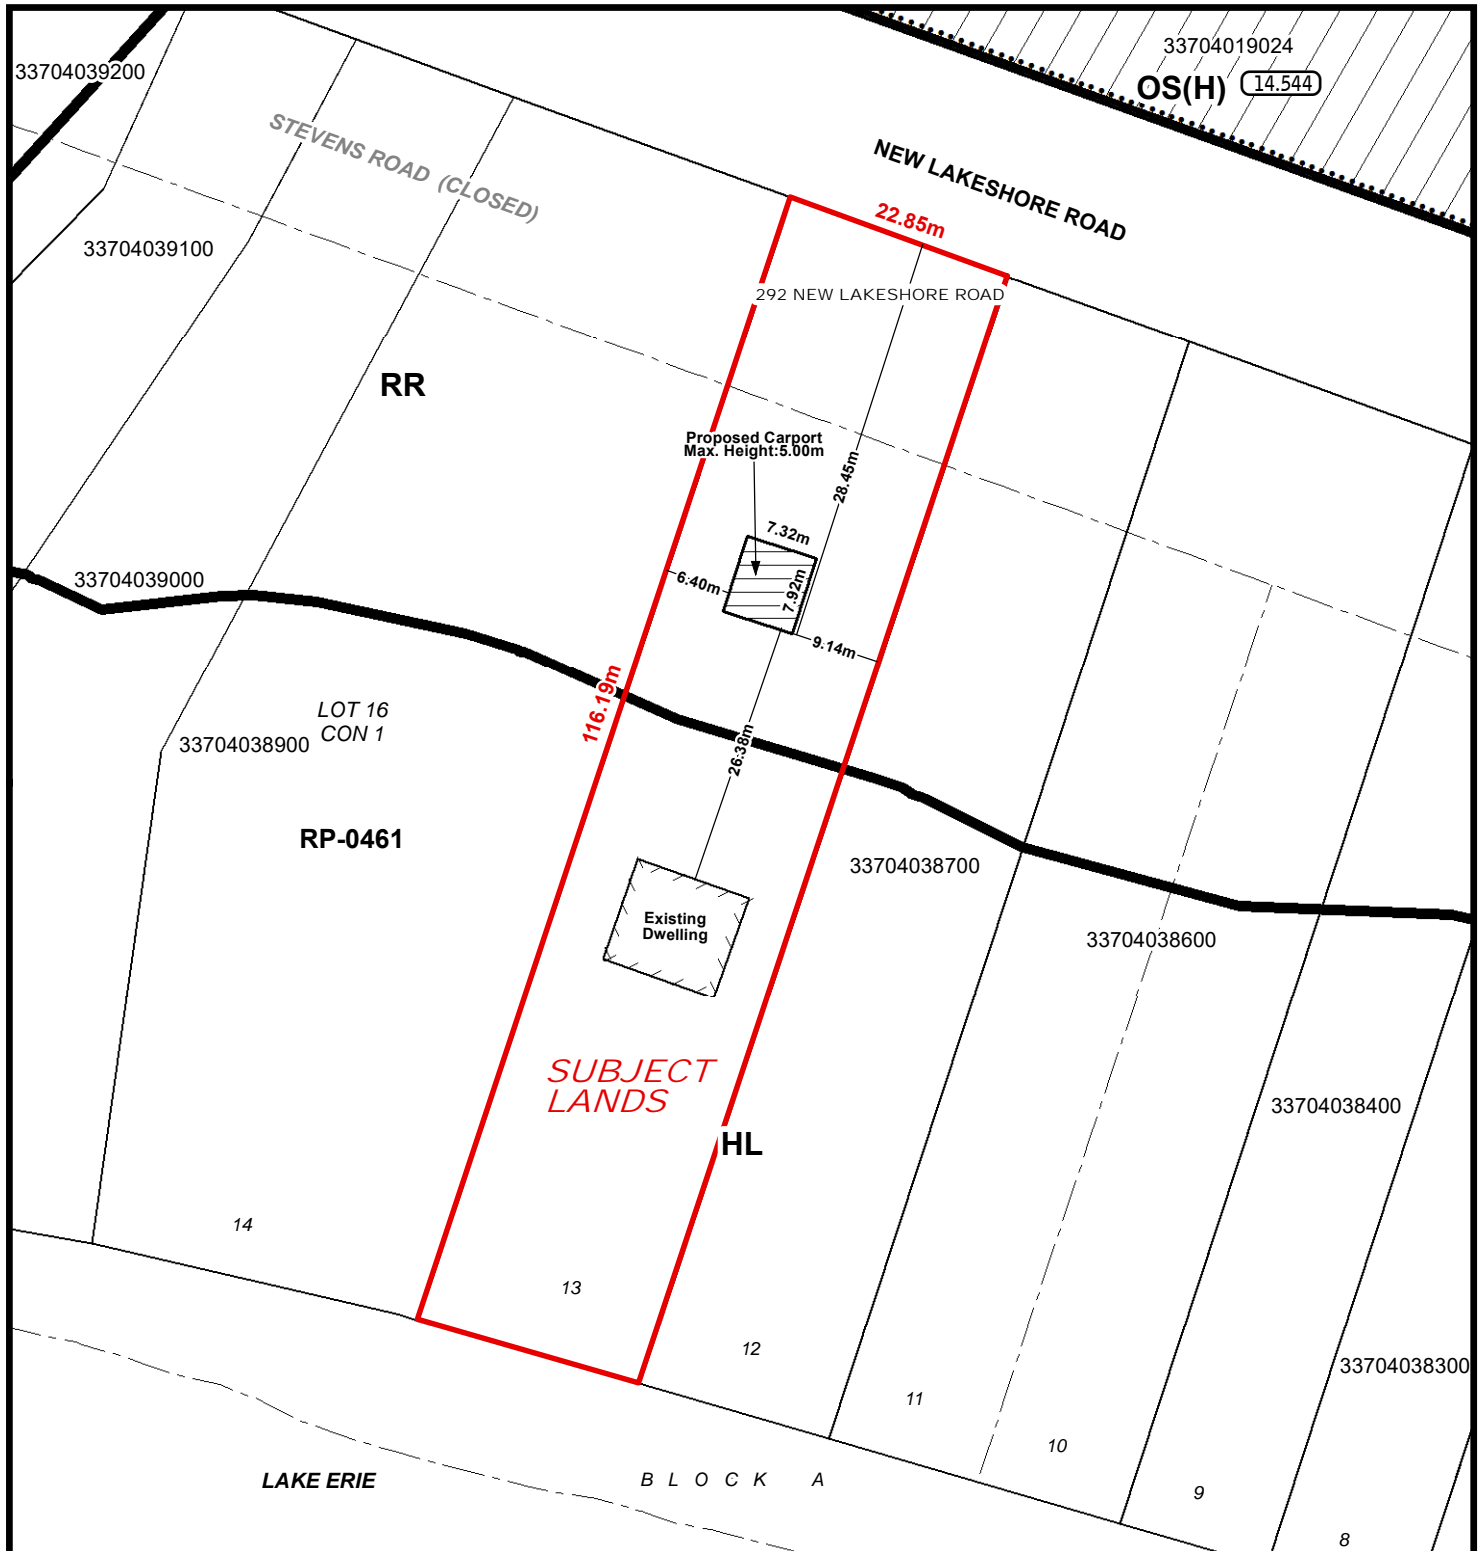 33704019024
OS(H) 14.544
33704039200
STEVENS ROAD (CLOSED)
NEW LAKESHORE ROAD
22.85m
33704039100
292 NEW LAKESHORE ROAD
RR
Proposed Carport
Max. Height:5.00m
28.45m
7.32m
7.92m
6.40m
33704039000
9.14m
116.19m
LOT 16
CON 1
33704038900
26.38m
RP-0461
33704038700
Existing
Dwelling
33704038600
SUBJECT
LANDS
33704038400
HL
14
13
12
33704038300
11
10
LAKE ERIE
BLOCK A
9
8